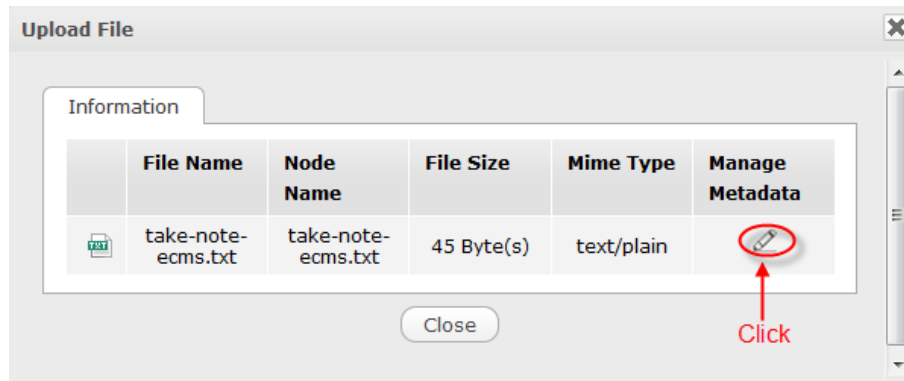 Upload File
Information
File Name Node Name File Size Mime Type Manage Metadata
TXT take-note-ecms.txt take-note-ecms.txt 45 Byte(s) text/plain
Close
Click